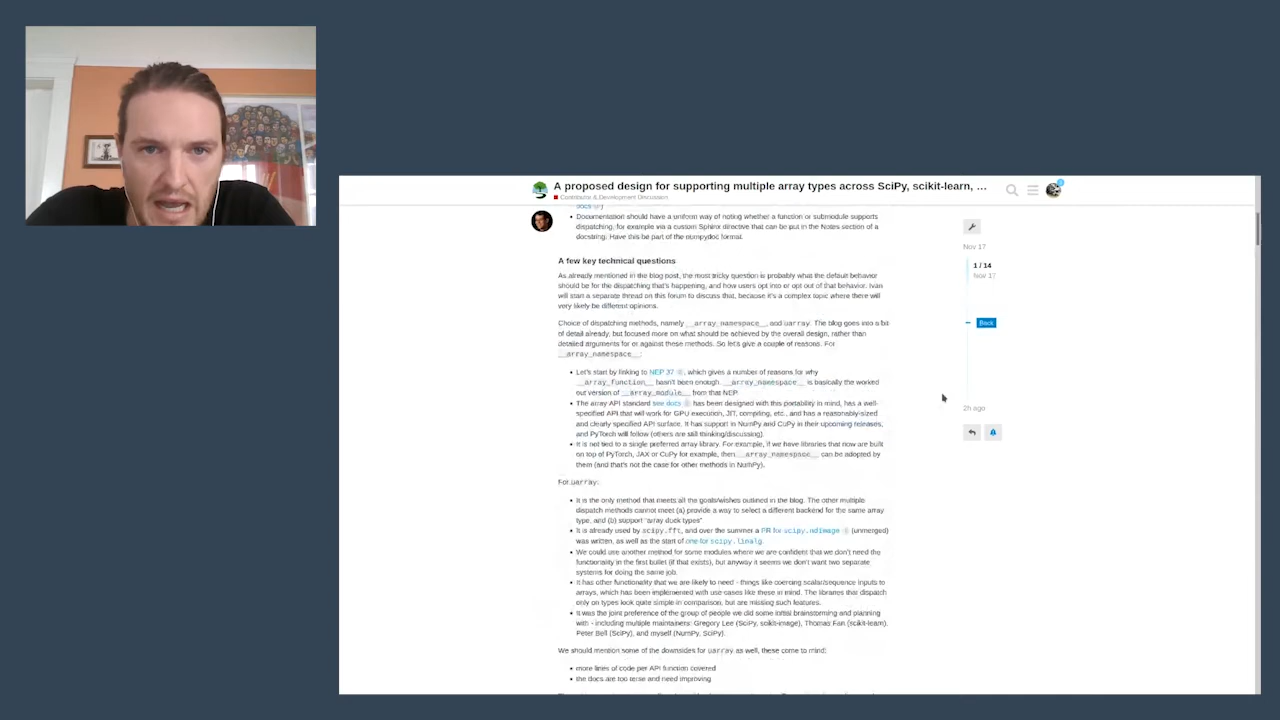 A proposed design for supporting multiple array types across SciPy, scikit-learn, ...
Contribute & Development Discussion
docs
• Documentation should have a uniform way of noting whether a function or submodule supports
dispatching, for example via a custom Sphinx directive that can be put in the Notes section of a
docstring. Have this be part of the numpydoc format.
A few key technical questions
As already mentioned in the blog post, the most tricky question is probably what the default behavior
should be for the dispatching that's happening, and how users opt into or opt out of that behavior. Ivan
will start a separate thread on this forum to discuss that, because it's a complex topic where there will
very likely be different opinions.
Choice of dispatching methods, namely __array_namespace__, and uarray. The blog goes into a bit
of detail already, but focused more on what should be achieved by the overall design, rather than
detailed arguments for or against these methods. So let's give a couple of reasons. For
__array_namespace__:
• Let's start by linking to NEP 37, which gives a number of reasons for why
__array_function__ hasn't been enough. __array_namespace__ is basically the worked
out version of __array_module__ from that NEP
• The array API standard see docs has been designed with this portability in mind, has a well-
specified API that will work for GPU execution, JIT, compiling, etc., and has a reasonably-sized
and clearly specified API surface. It has support in NumPy and CuPy in their upcoming releases,
and PyTorch will follow (others are still thinking/discussing).
• It is not tied to a single preferred array library. For example, if we have libraries that now are built
on top of PyTorch, JAX or CuPy for example, then __array_namespace__ can be adopted by
them (and that's not the case for other methods in NumPy).
For uarray:
• It is the only method that meets all the goals/wishes outlined in the blog. The other multiple
dispatch methods cannot meet (a) provide a way to select a different backend for the same array
type, and (b) support "array duck types"
• It is already used by scipy.fft, and over the summer a PR for scipy.ndimage (unmerged)
was written, as well as the start of one for scipy.linalg.
• We could use another method for some modules where we are confident that we don't need the
functionality in the first bullet (if that exists), but anyway it seems we don't want two separate
systems for doing the same job.
• It has other functionality that we are likely to need - things like coercing scalar/sequence inputs to
arrays, which has been implemented with use cases like these in mind. The libraries that dispatch
only on types look quite simple in comparison, but are missing such features.
• It was the joint preference of the group of people we did some initial brainstorming and planning
with - including multiple maintainers: Gregory Lee (SciPy, scikit-image), Thomas Fan (scikit-learn),
Peter Bell (SciPy), and myself (NumPy, SciPy).
We should mention some of the downsides for uarray as well, these come to mind:
• more lines of code per API function covered
• the docs are too terse and need improving
Nov 17
1 / 14
Nov 17
Back
2h ago